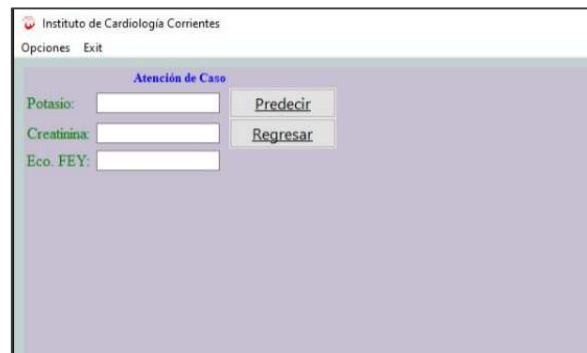 Instituto de Cardiología Corrientes
Opciones Exit
Atención de Caso
Potasio: Predecir
Creatinina: Regresar
Eco. FEY: